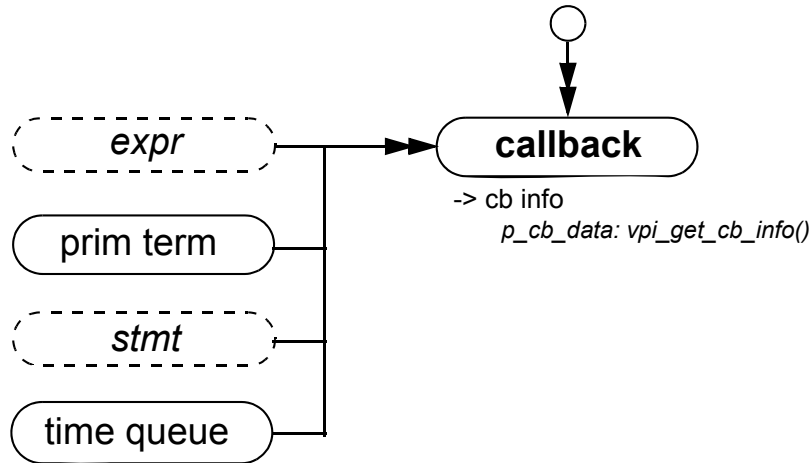 expr
callback
-> cb info
p_cb_data: vpi_get_cb_info()
prim term
stmt
time queue